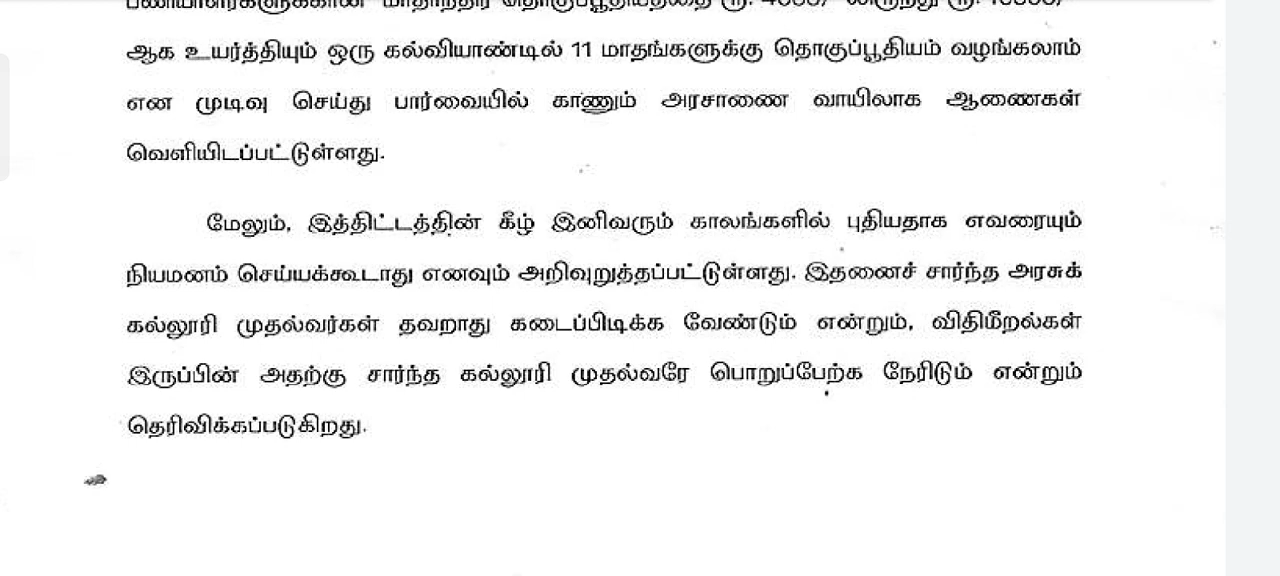 ஆக உயர்த்தியும் ஒரு கல்வியாண்டில் 11 மாதங்களுக்கு தொகுப்பூதியம் வழங்கலாம்
என முடிவு செய்து பார்வையில் காணும் அரசாணை வாயிலாக ஆணைகள்
வெளியிடப்பட்டுள்ளது.
மேலும், இத்திட்டத்தின் கீழ் இனிவரும் காலங்களில் புதியதாக எவரையும்
நியமனம் செய்யக்கூடாது எனவும் அறிவுறுத்தப்பட்டுள்ளது. இதனைச் சார்ந்த அரசுக்
கல்லூரி முதல்வர்கள் தவறாது கடைப்பிடிக்க வேண்டும் என்றும், விதிமீறல்கள்
இருப்பின் அதற்கு சார்ந்த கல்லூரி முதல்வரே பொறுப்பேற்க நேரிடும் என்றும்
தெரிவிக்கப்படுகிறது.